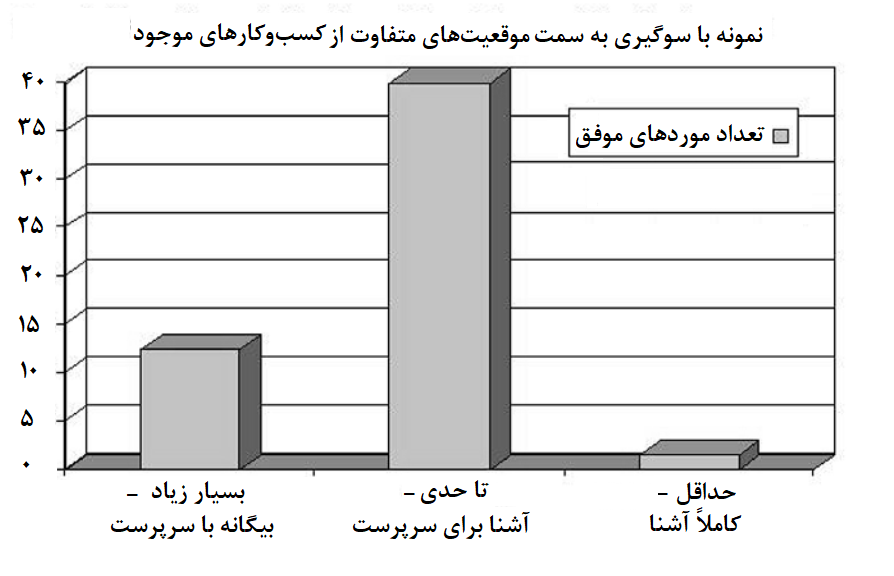 نمونه با سوگیری به سمت موقعیت‌های متفاوت از کسب‌وکارهای موجود
تعداد موردهای موفق
۴۰
۳۵
۳۰
۲۵
۲۰
۱۵
۱۰
۵
۰
بسیار زیاد -
بیگانه با سرپرست
تا حدی -
آشنا برای سرپرست
حداقل -
کاملاً آشنا